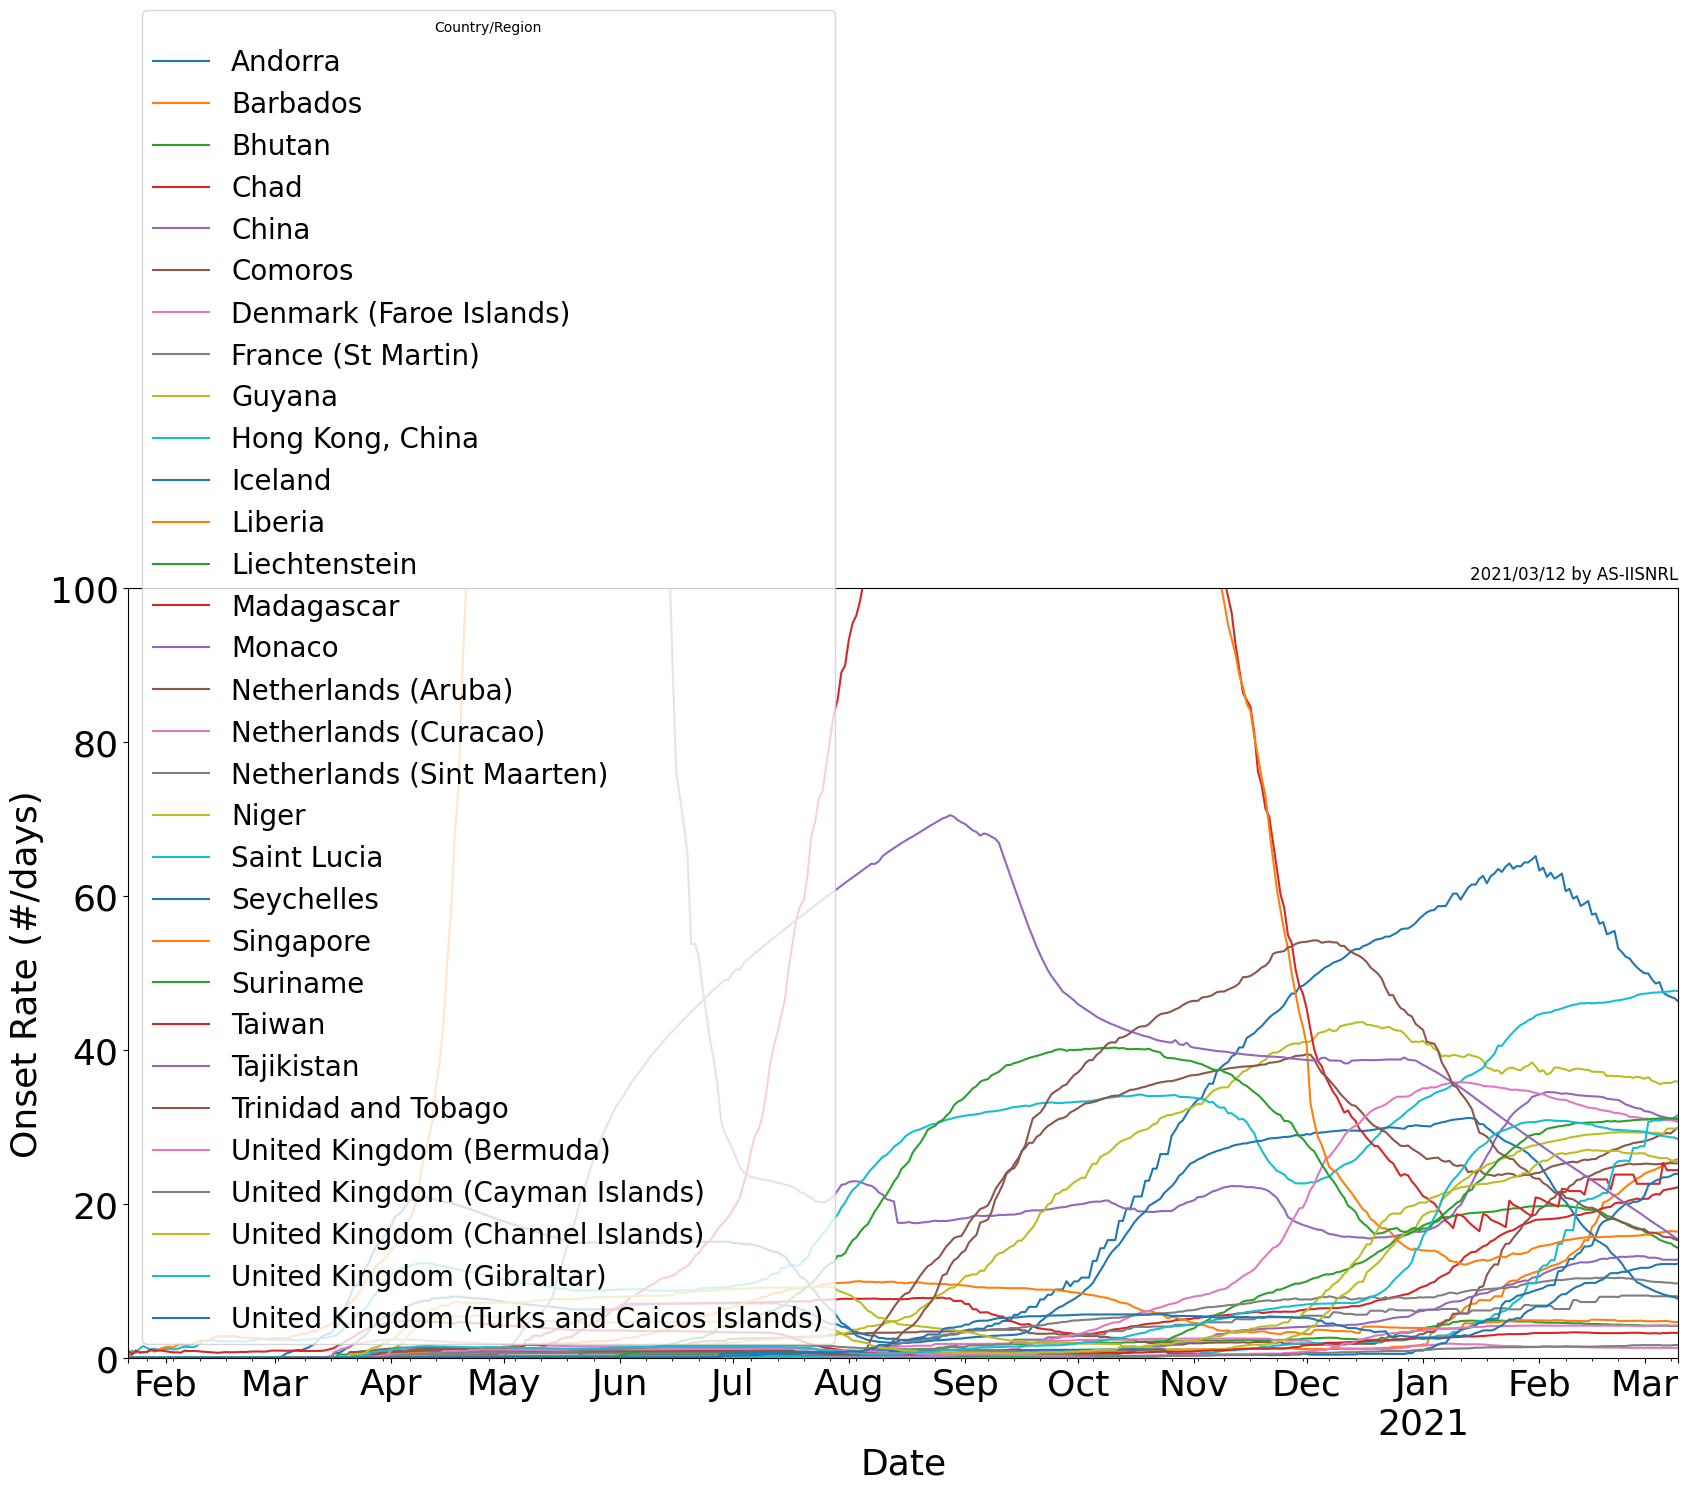 Country/Region
Andorra
Barbados
Bhutan
Chad
China
Comoros
Denmark (Faroe Islands)
France (St Martin)
Guyana
Hong Kong, China
Iceland
Liberia
Liechtenstein
Madagascar
Monaco
Netherlands (Aruba)
Netherlands (Curacao)
Netherlands (Sint Maarten)
Niger
Saint Lucia
Seychelles
Singapore
Suriname
Taiwan
Tajikistan
Trinidad and Tobago
United Kingdom (Bermuda)
United Kingdom (Cayman Islands)
United Kingdom (Channel Islands)
United Kingdom (Gibraltar)
United Kingdom (Turks and Caicos Islands)
2021/03/12 by AS-IISNRL
100
80
60
40
20
0
Onset Rate (#/days)
Feb Mar Apr May Jun Jul Aug Sep Oct Nov Dec Jan Feb Mar
2021
Date